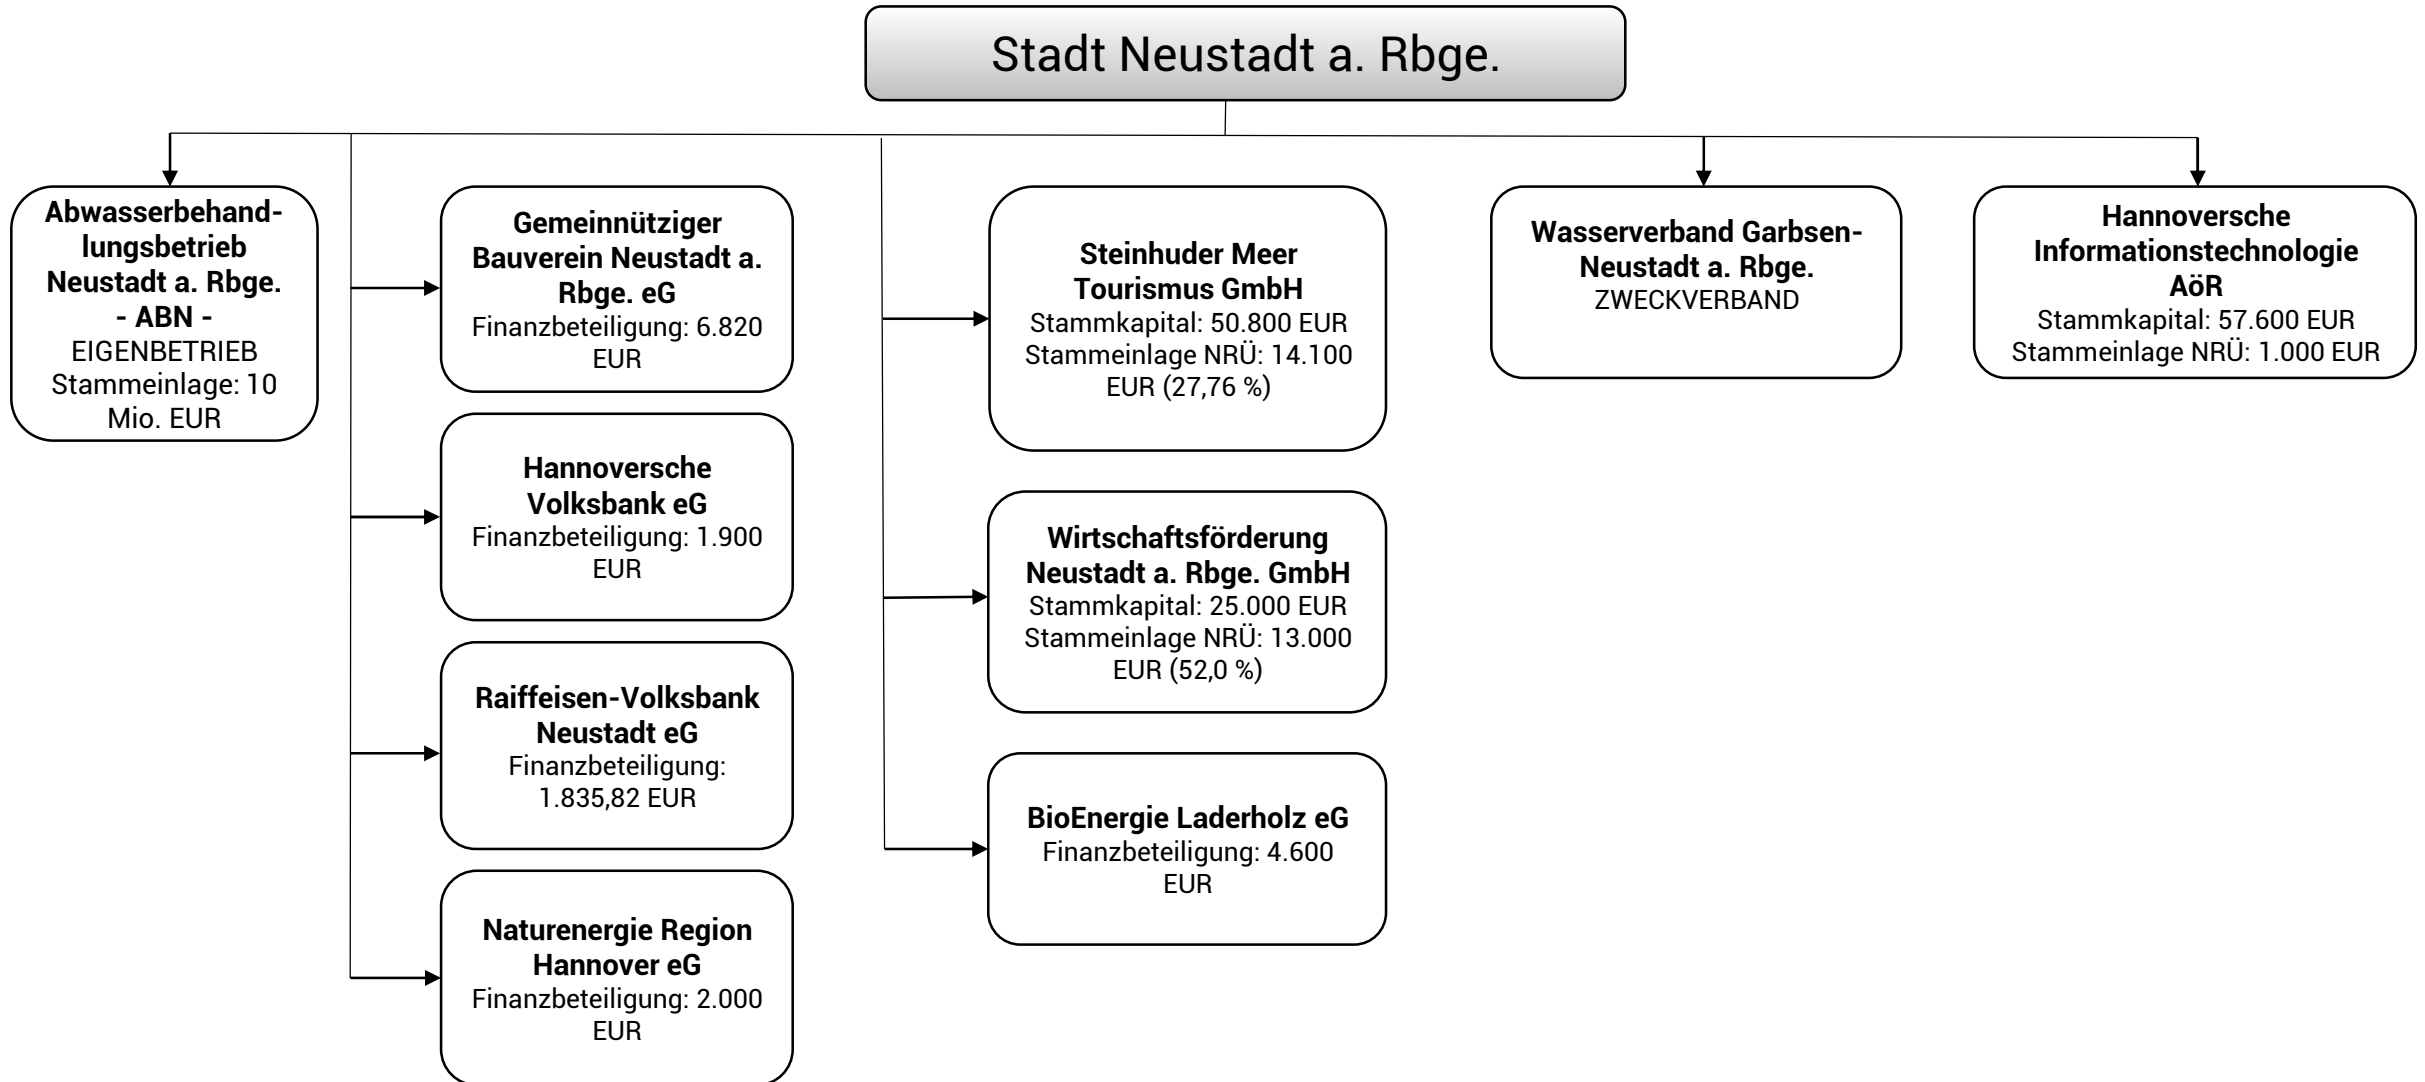 Stadt Neustadt a. Rbge.
Abwasserbehand-
lungsbetrieb
Neustadt a. Rbge.
- ABN -
EIGENBETRIEB
Stammeinlage: 10
Mio. EUR
Gemeinnütziger
Bauverein Neustadt a.
Rbge. eG
Finanzbeteiligung: 6.820
EUR
Hannoversche
Volksbank eG
Finanzbeteiligung: 1.900
EUR
Raiffeisen-Volksbank
Neustadt eG
Finanzbeteiligung:
1.835,82 EUR
Naturenergie Region
Hannover eG
Finanzbeteiligung: 2.000
EUR
Steinhuder Meer
Tourismus GmbH
Stammkapital: 50.800 EUR
Stammeinlage NRÜ: 14.100
EUR (27,76 %)
Wirtschaftsförderung
Neustadt a. Rbge. GmbH
Stammkapital: 25.000 EUR
Stammeinlage NRÜ: 13.000
EUR (52,0 %)
BioEnergie Laderholz eG
Finanzbeteiligung: 4.600
EUR
Wasserverband Garbsen-
Neustadt a. Rbge.
ZWECKVERBAND
Hannoversche
Informationstechnologie
AöR
Stammkapital: 57.600 EUR
Stammeinlage NRÜ: 1.000 EUR